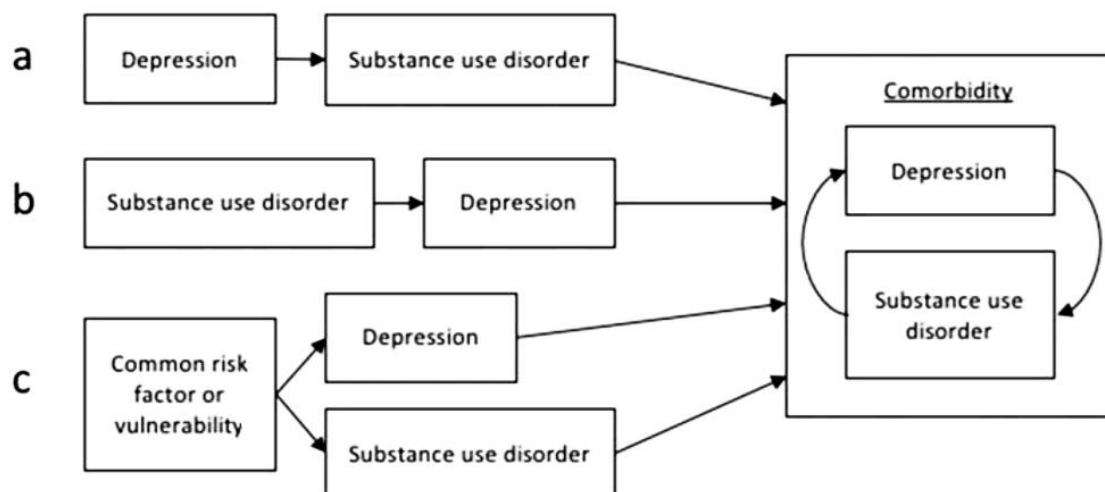 a
Depression
Substance use disorder
Comorbidity
Depression
b
Substance use disorder
Depression
Substance use
disorder
c
Common risk
factor or
vulnerability
Depression
Substance use disorder